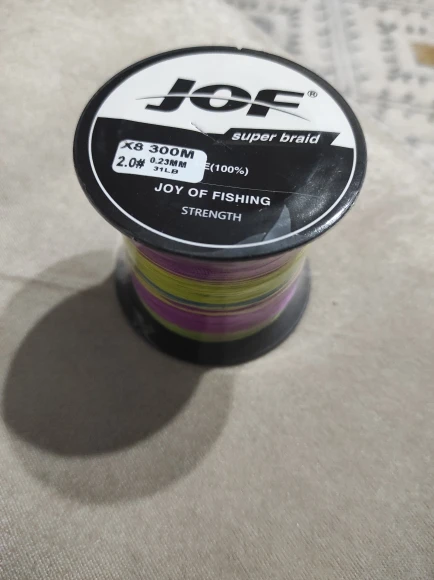 JOF®
super braid
X8 300M
2.0# 0.23MM
31LB
E(100%)
JOY OF FISHING
STRENGTH